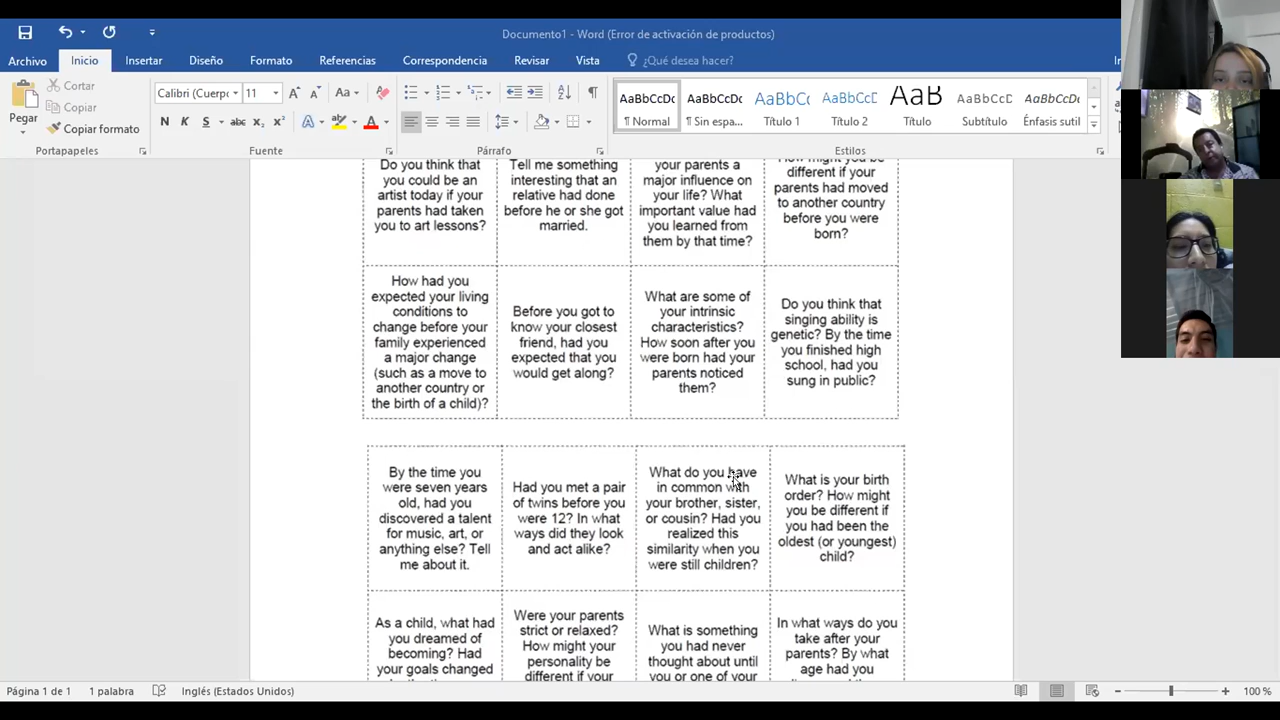 Documento1 - Word (Error de activación de productos)
Archivo
Inicio
Insertar
Diseño
Formato
Referencias
Correspondencia
Revisar
Vista
¿Qué desea hacer?
Pegar
Cortar
Copiar
Copiar formato
Calibri (Cuerpo
11
Aa
N K S abc x₂ x²
AaBbCcDc
¶ Normal
AaBbCcDc
¶ Sin espa...
AaBbCc
Título 1
AaBbCcD
Título 2
AaB
Título
AaBbCcD
Subtítulo
AaBbCcDc
Énfasis sutil
Portapapeles
Fuente
Párrafo
Estilos
Do you think that
you could be an
artist today if your
parents had taken
you to art lessons?
Tell me something
interesting that an
relative had done
before he or she got
married.
your parents a
major influence on
your life? What
important value had
you learned from
them by that time?
How might you be
different if your
parents had moved
to another country
before you were
born?
How had you
expected your living
conditions to
change before your
family experienced
a major change
(such as a move to
another country or
the birth of a child)?
Before you got to
know your closest
friend, had you
expected that you
would get along?
What are some of
your intrinsic
characteristics?
How soon after you
were born had your
parents noticed
them?
Do you think that
singing ability is
genetic? By the time
you finished high
school, had you
sung in public?
By the time you
were seven years
old, had you
discovered a talent
for music, art, or
anything else? Tell
me about it.
Had you met a pair
of twins before you
were 12? In what
ways did they look
and act alike?
What do you have
in common with
your brother, sister,
or cousin? Had you
realized this
similarity when you
were still children?
What is your birth
order? How might
you be different if
you had been the
oldest (or youngest)
child?
As a child, what had
you dreamed of
becoming? Had
your goals changed
Were your parents
strict or relaxed?
How might your
personality be
different if your
What is something
you had never
thought about until
you or one of your
In what ways do you
take after your
parents? By what
age had you
Página 1 de 1
1 palabra
Inglés (Estados Unidos)
100 %